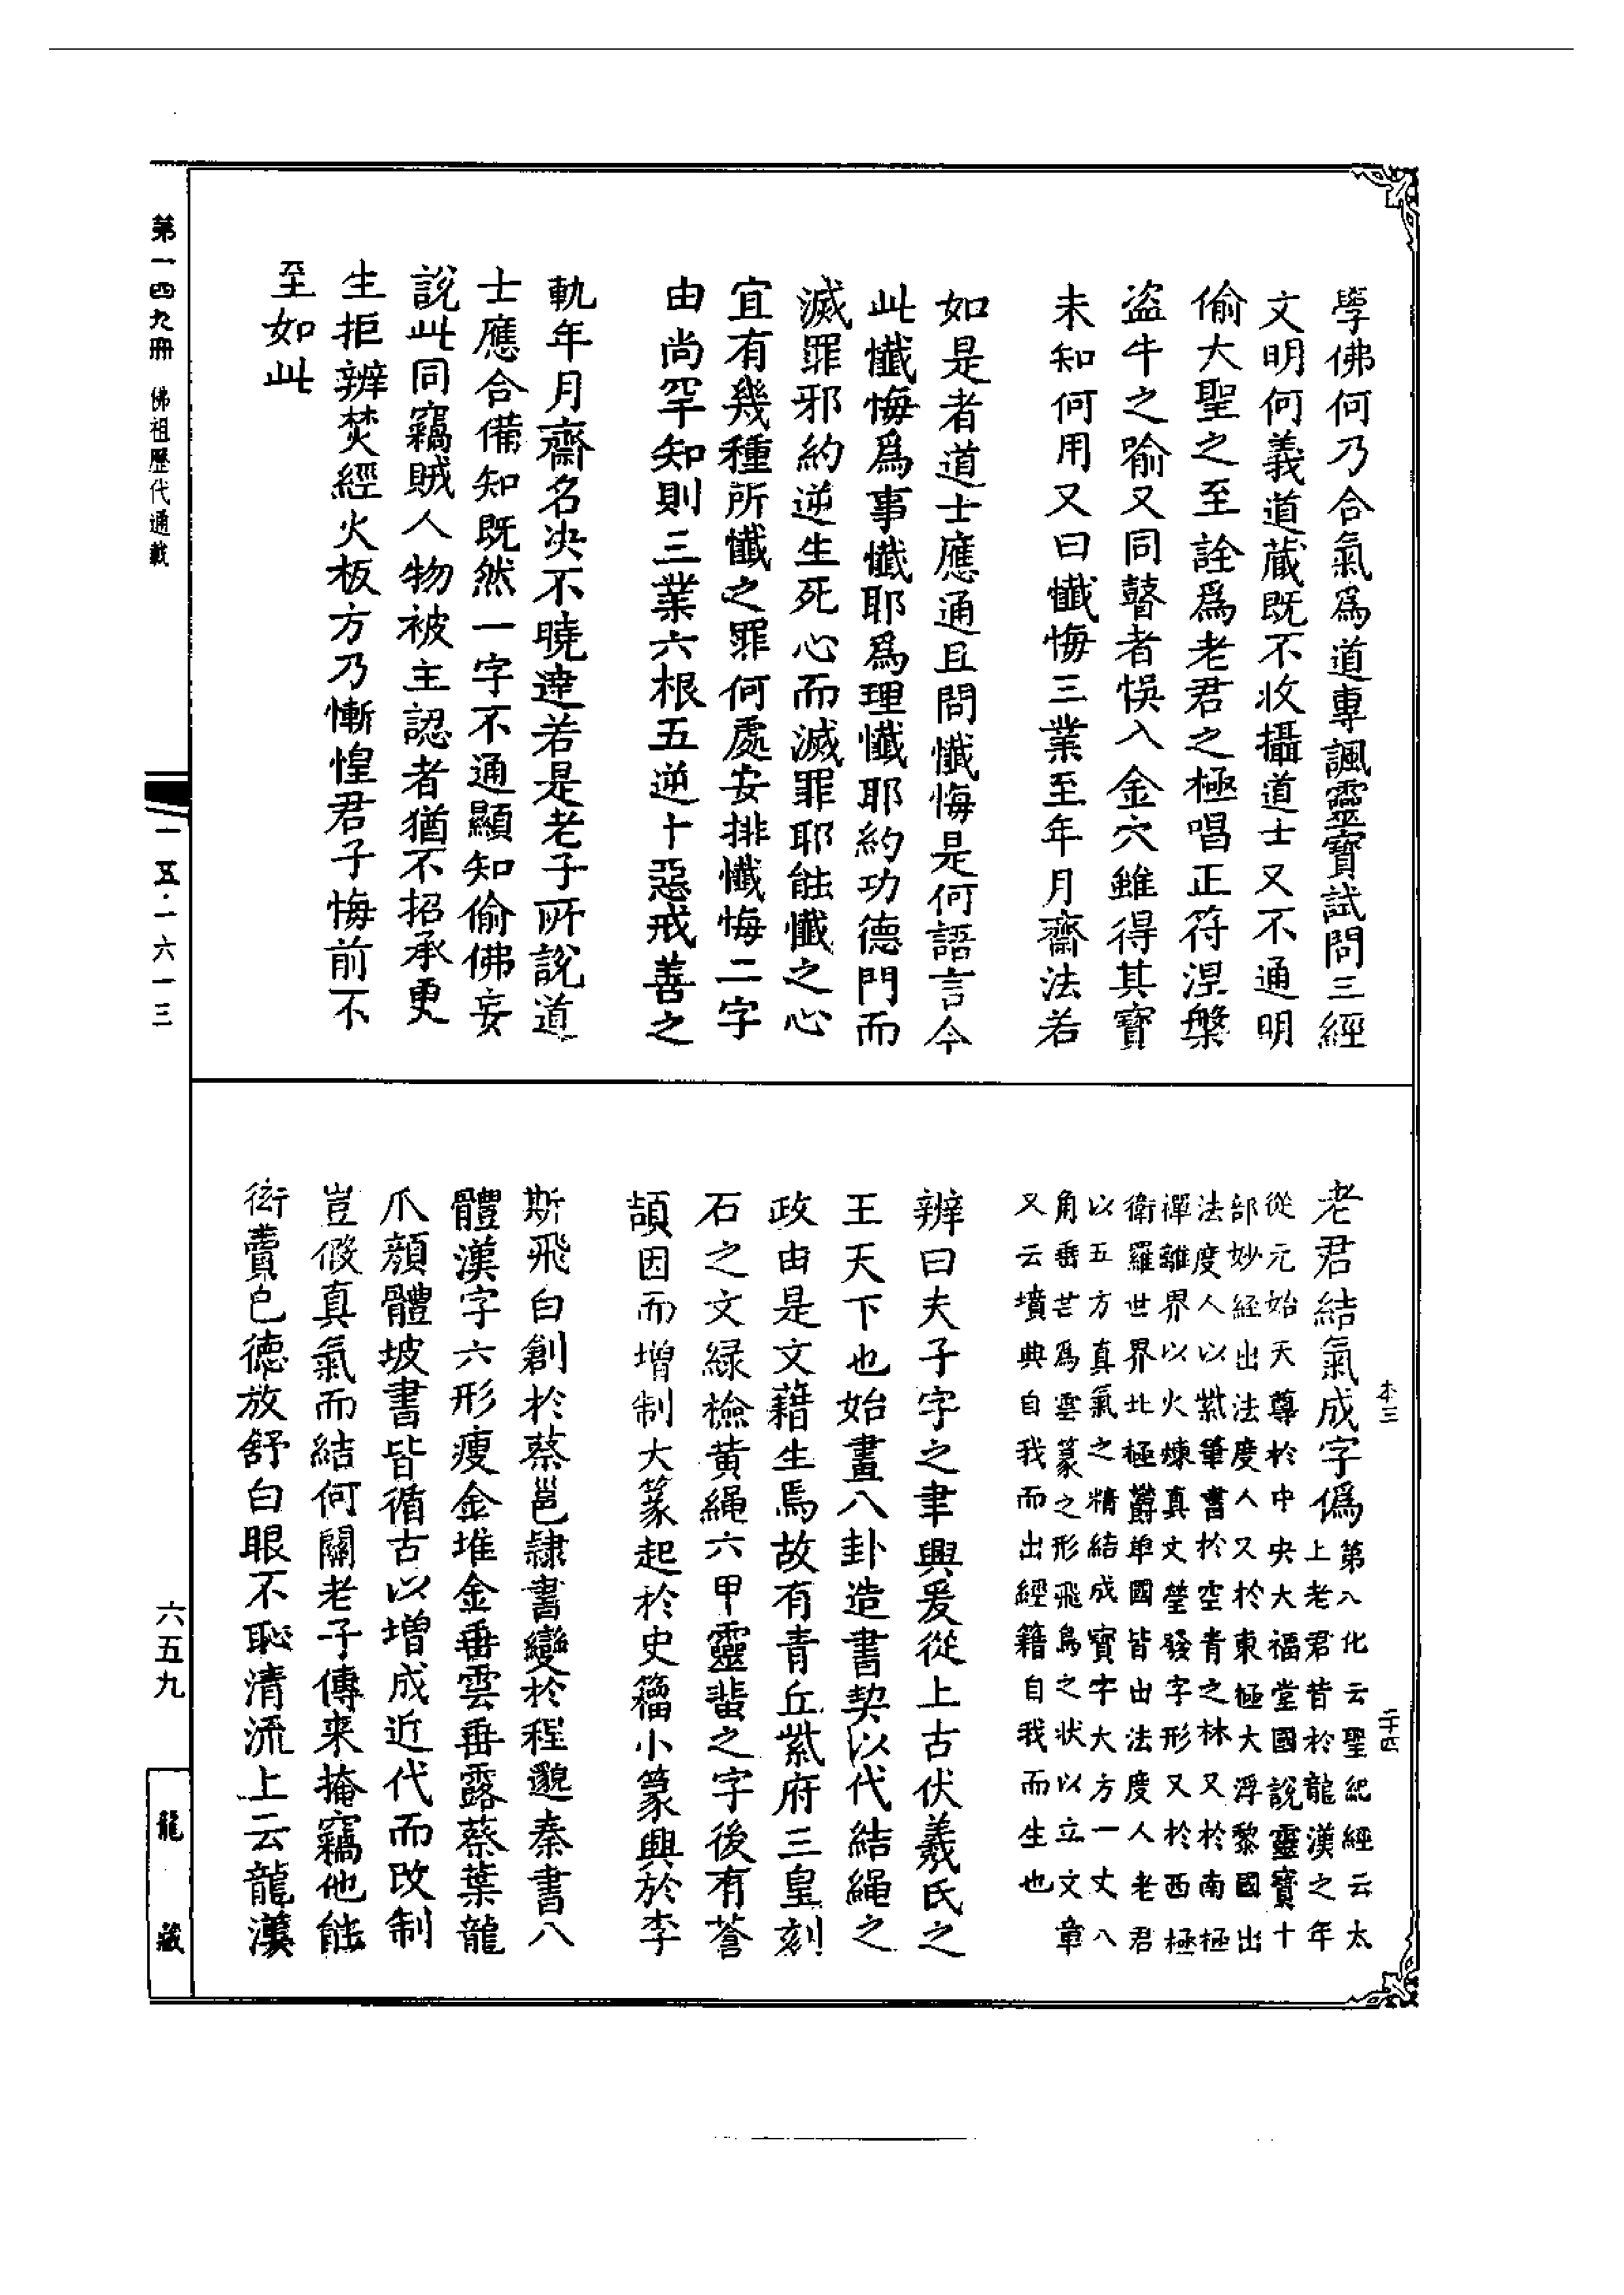 學佛何乃合氣爲道專諷靈寶試問三經
文明何義道藏既不收攝道士又不通明
偷大聖之至詮爲老君之極唱正符涅槃
盜牛之喻又同瞽者悞入金穴雖得其寶
未知何用又曰懺悔三業至年月齋法若
如是者道士應通且問懺悔是何語言今
此懺悔爲事懺耶爲理懺耶約功德門而
滅罪邪約逆生死心而滅罪耶能懺之心
宜有幾種所懺之罪何處安排懺悔二字
由尚罕知則三業六根五逆十惡戒善之
軌年月齋名決不曉達若是老子所說道
士應合備知既然一字不通顯知偷佛妄
說此同竊賊人物被主認者猶不招承更
生拒辨焚經火板方乃慚惶君子悔前不
至如此
老君結氣成字偽
第八化云聖紀經云太
上老君昔於龍漢之年
從元始天尊於中央大福堂國說靈寶十
部妙経出法度人又於東極大浮黎國出
法度人以紫筆書於空青之林又於南極
禪離界以火煉真文瑩發字形又於西極
衛羅世界北極欝単國皆由法度人老君
以五方真氣之精結成寳字大方一丈八
角垂芒爲雲篆之形飛鳥之状以立文章
又云墳典自我而出經籍自我而生也
辨曰夫子字之聿興爰從上古伏羲氏之
王天下也始畫八卦造書契以代結繩之
政由是文藉生焉故有青丘紫府三皇刻
石之文緑檢黄繩六甲靈蜚之字後有蒼
頡因而増制大篆起於史籀小篆興於李
斯飛白創於蔡邕隷書變於程邈秦書八
體漢字六形瘦金堆金垂雲垂露蔡葉龍
爪顔體坡書皆循古以増成近代而改制
豈假真氣而結何關老子傳来掩竊他能
衒賣已徳放舒白眼不恥清流上云龍漢
本三
二十四
第一四九冊
佛祖歷代通載
一五·一六一三
六五九
龍藏